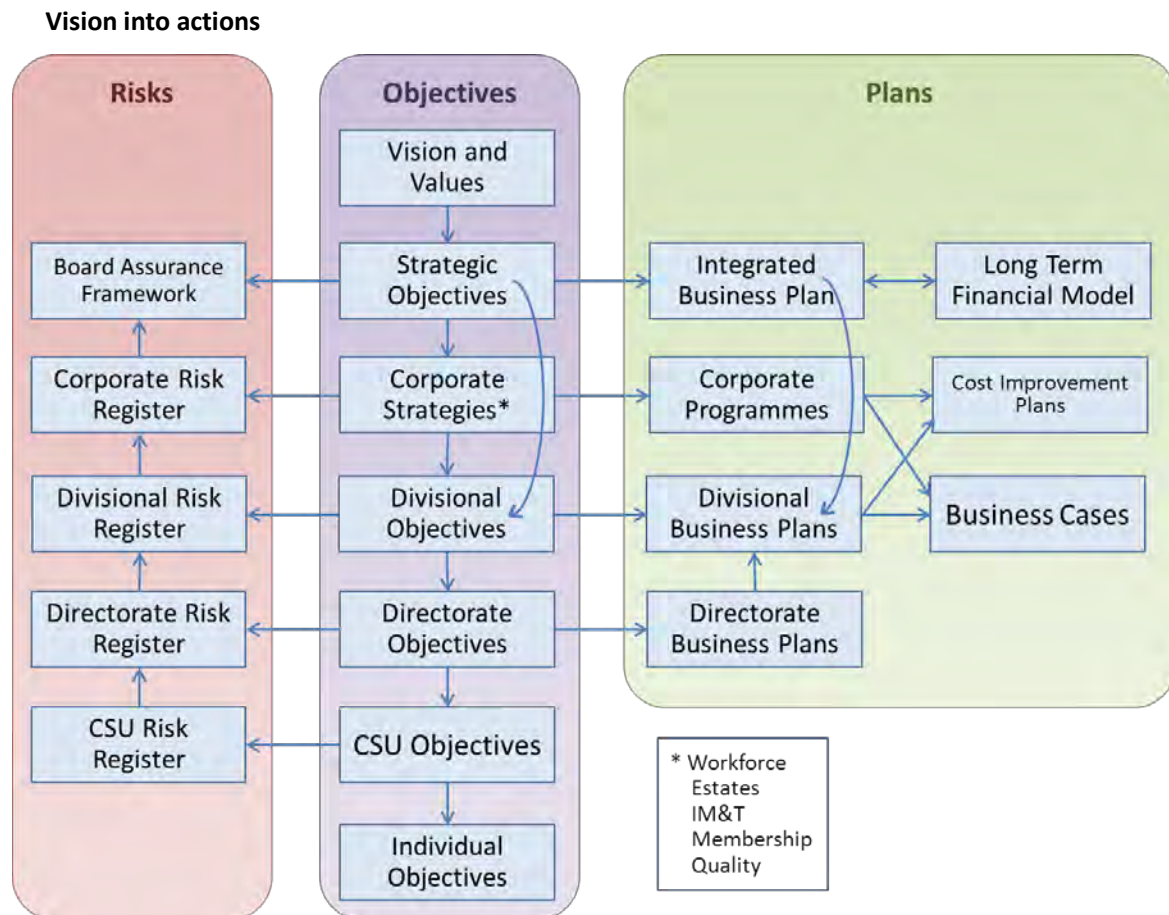 Vision into actions
Risks
Board Assurance
Framework
Corporate Risk
Register
Divisional Risk
Register
Directorate Risk
Register
CSU Risk
Register
Objectives
Vision and
Values
Strategic
Objectives
Corporate
Strategies*
Divisional
Objectives
Directorate
Objectives
CSU Objectives
Individual
Objectives
Plans
Integrated
Business Plan
Long Term
Financial Model
Corporate
Programmes
Cost Improvement
Plans
Divisional
Business Plans
Business Cases
Directorate
Business Plans
* Workforce
Estates
IM&T
Membership
Quality